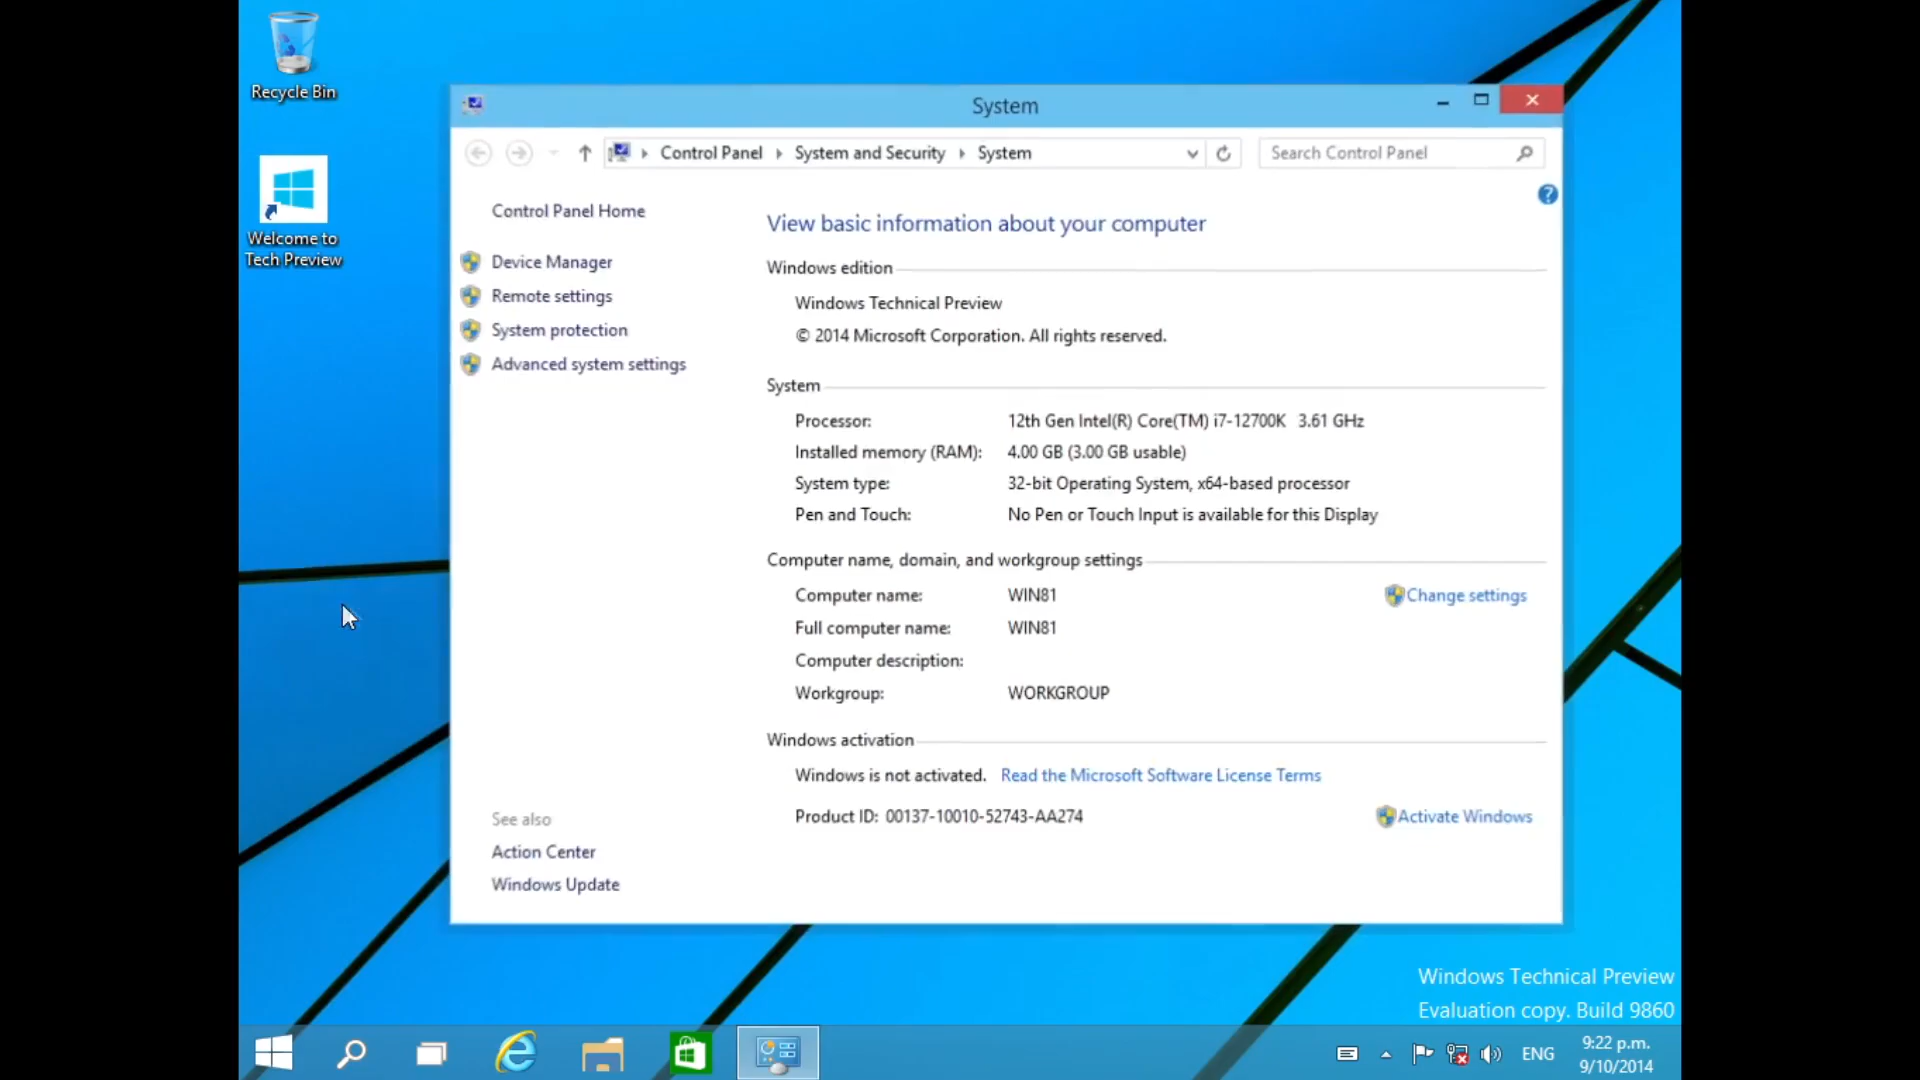 Recycle Bin
Welcome to
Tech Preview
System
Control Panel
System and Security
System
Search Control Panel
?
Control Panel Home
Device Manager
Remote settings
System protection
Advanced system settings
See also
Action Center
Windows Update
View basic information about your computer
Windows edition
Windows Technical Preview
© 2014 Microsoft Corporation. All rights reserved.
System
Processor: 12th Gen Intel(R) Core(TM) i7-12700K 3.61 GHz
Installed memory (RAM): 4.00 GB (3.00 GB usable)
System type: 32-bit Operating System, x64-based processor
Pen and Touch: No Pen or Touch Input is available for this Display
Computer name, domain, and workgroup settings
Computer name: WIN81 Change settings
Full computer name: WIN81
Computer description:
Workgroup: WORKGROUP
Windows activation
Windows is not activated. Read the Microsoft Software License Terms
Product ID: 00137-10010-52743-AA274 Activate Windows
Windows Technical Preview
Evaluation copy. Build 9860
ENG
9:22 p.m.
9/10/2014